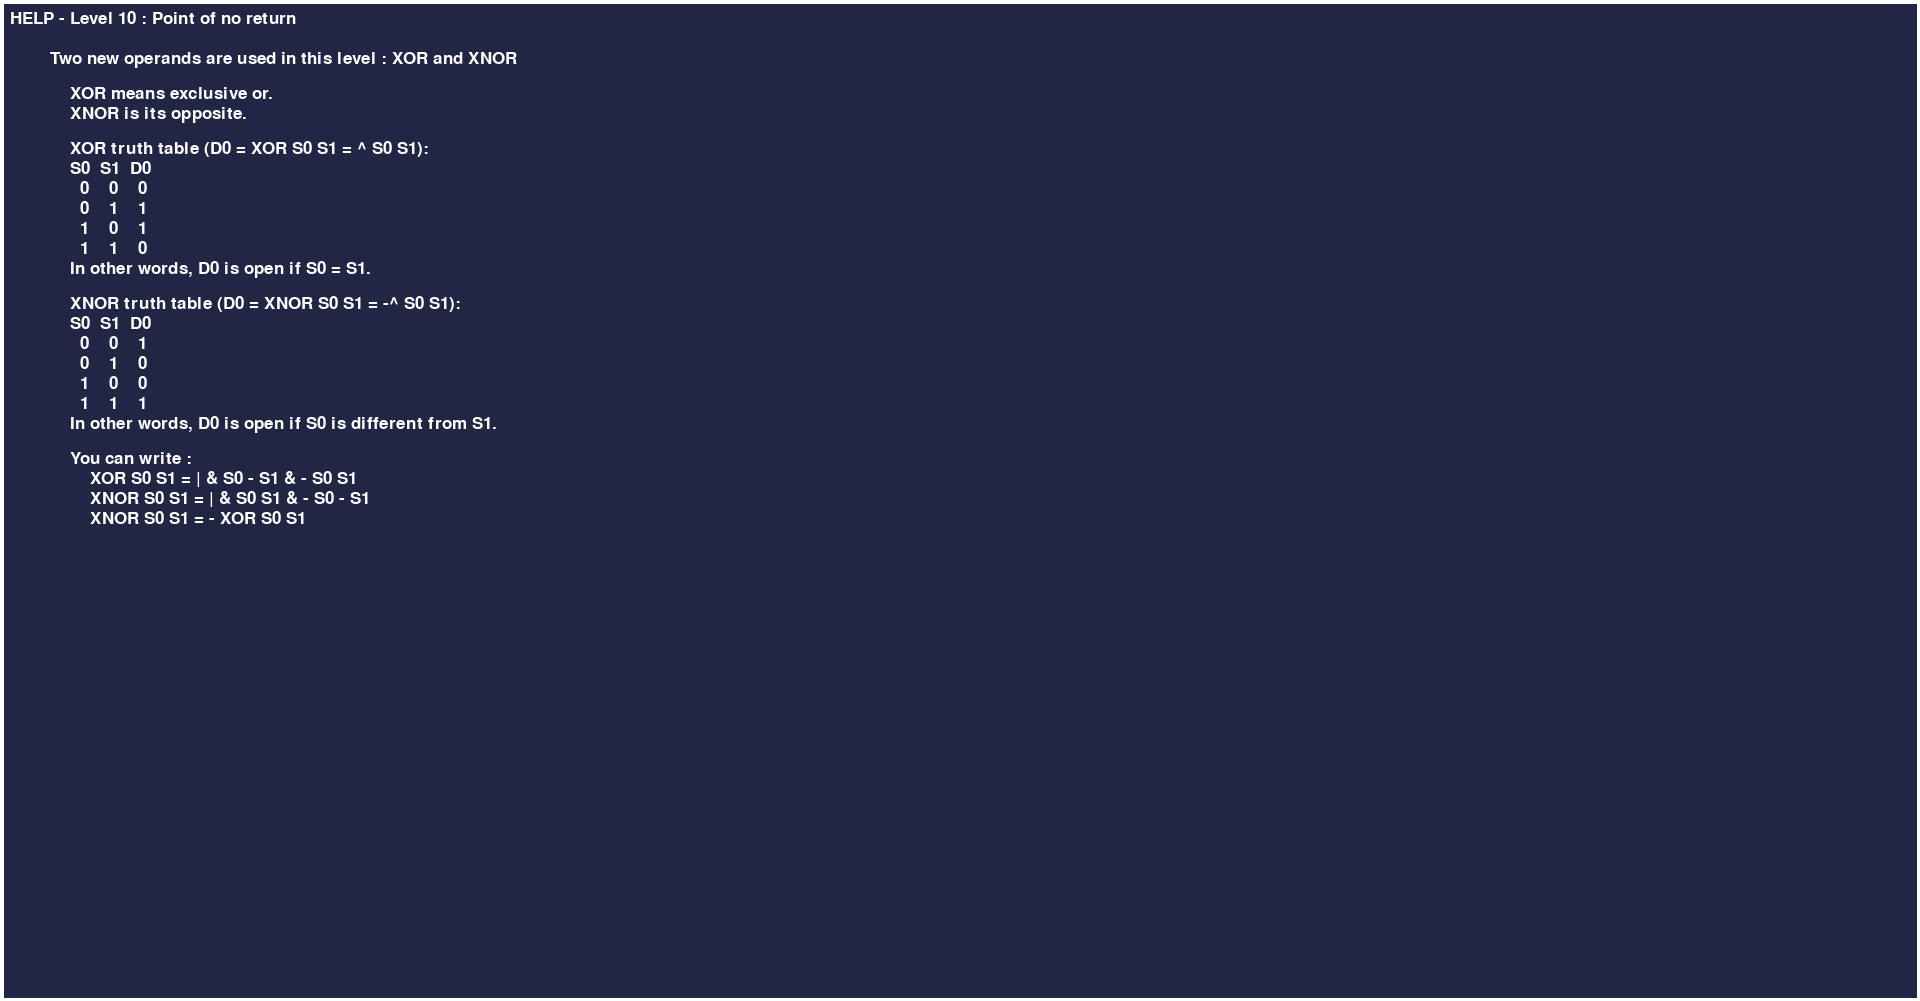 HELP - Level 10 : Point of no return
Two new operands are used in this level : XOR and XNOR
XOR means exclusive or.
XNOR is its opposite.
XOR truth table (D0 = XOR S0 S1 = ^ S0 S1):
S0 S1 D0
0 0 0
0 1 1
1 0 1
1 1 0
In other words, D0 is open if S0 = S1.
XNOR truth table (D0 = XNOR S0 S1 = -^ S0 S1):
S0 S1 D0
0 0 1
0 1 0
1 0 0
1 1 1
In other words, D0 is open if S0 is different from S1.
You can write :
XOR S0 S1 = | & S0 - S1 & - S0 S1
XNOR S0 S1 = | & S0 S1 & - S0 - S1
XNOR S0 S1 = - XOR S0 S1